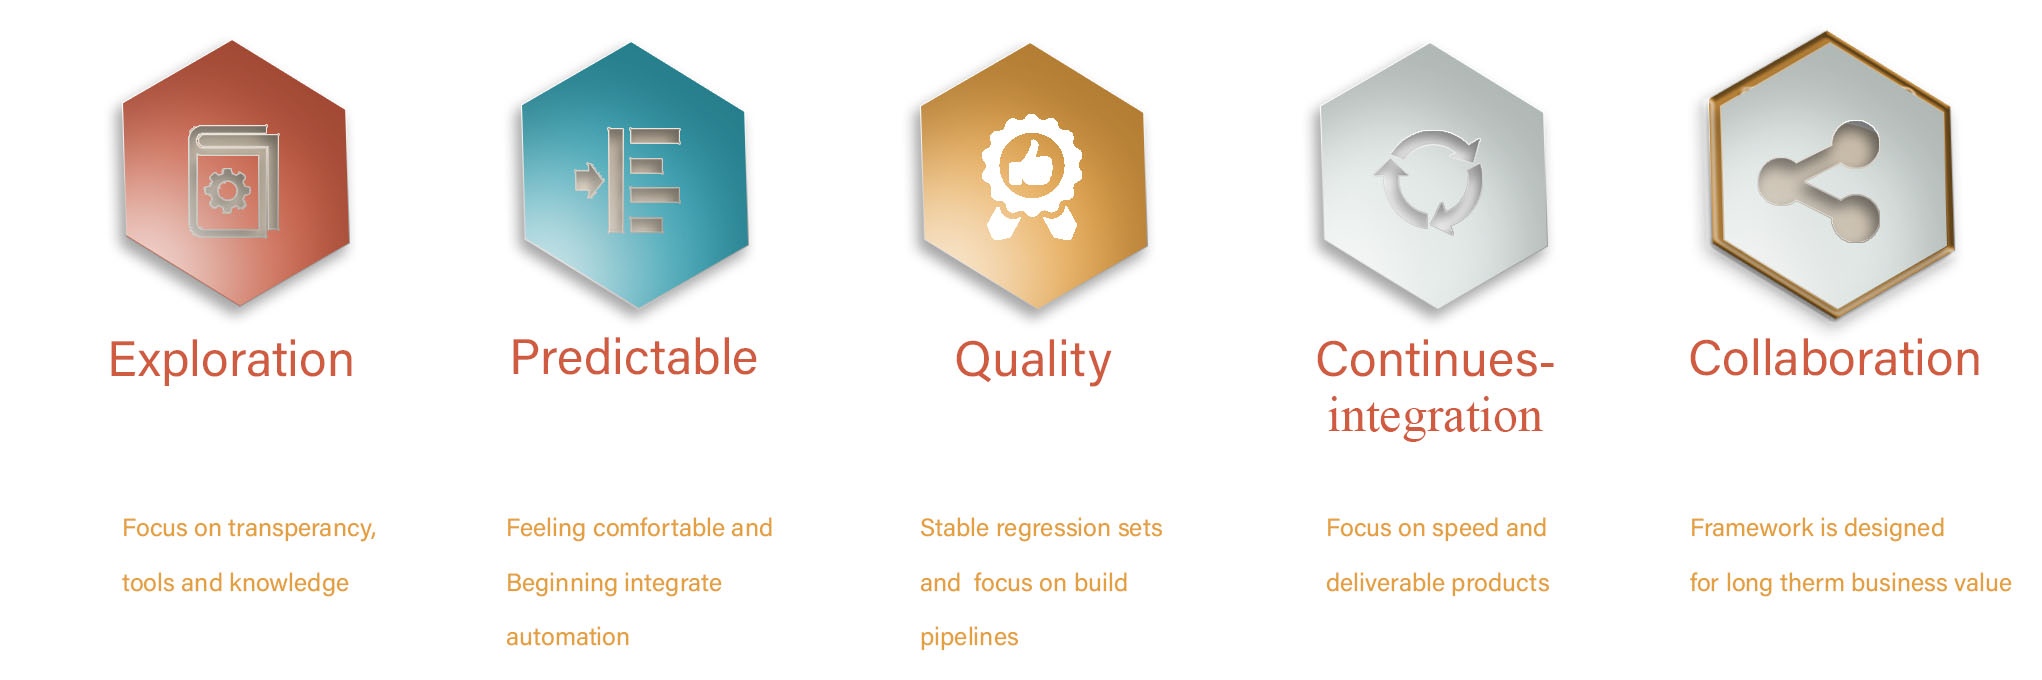 Exploration
Focus on transperancy,
tools and knowledge
Predictable
Feeling comfortable and
Beginning integrate
automation
Quality
Stable regression sets
and  focus on build
pipelines
Continues-
integration
Focus on speed and
deliverable products
Collaboration
Framework is designed
for long therm business value